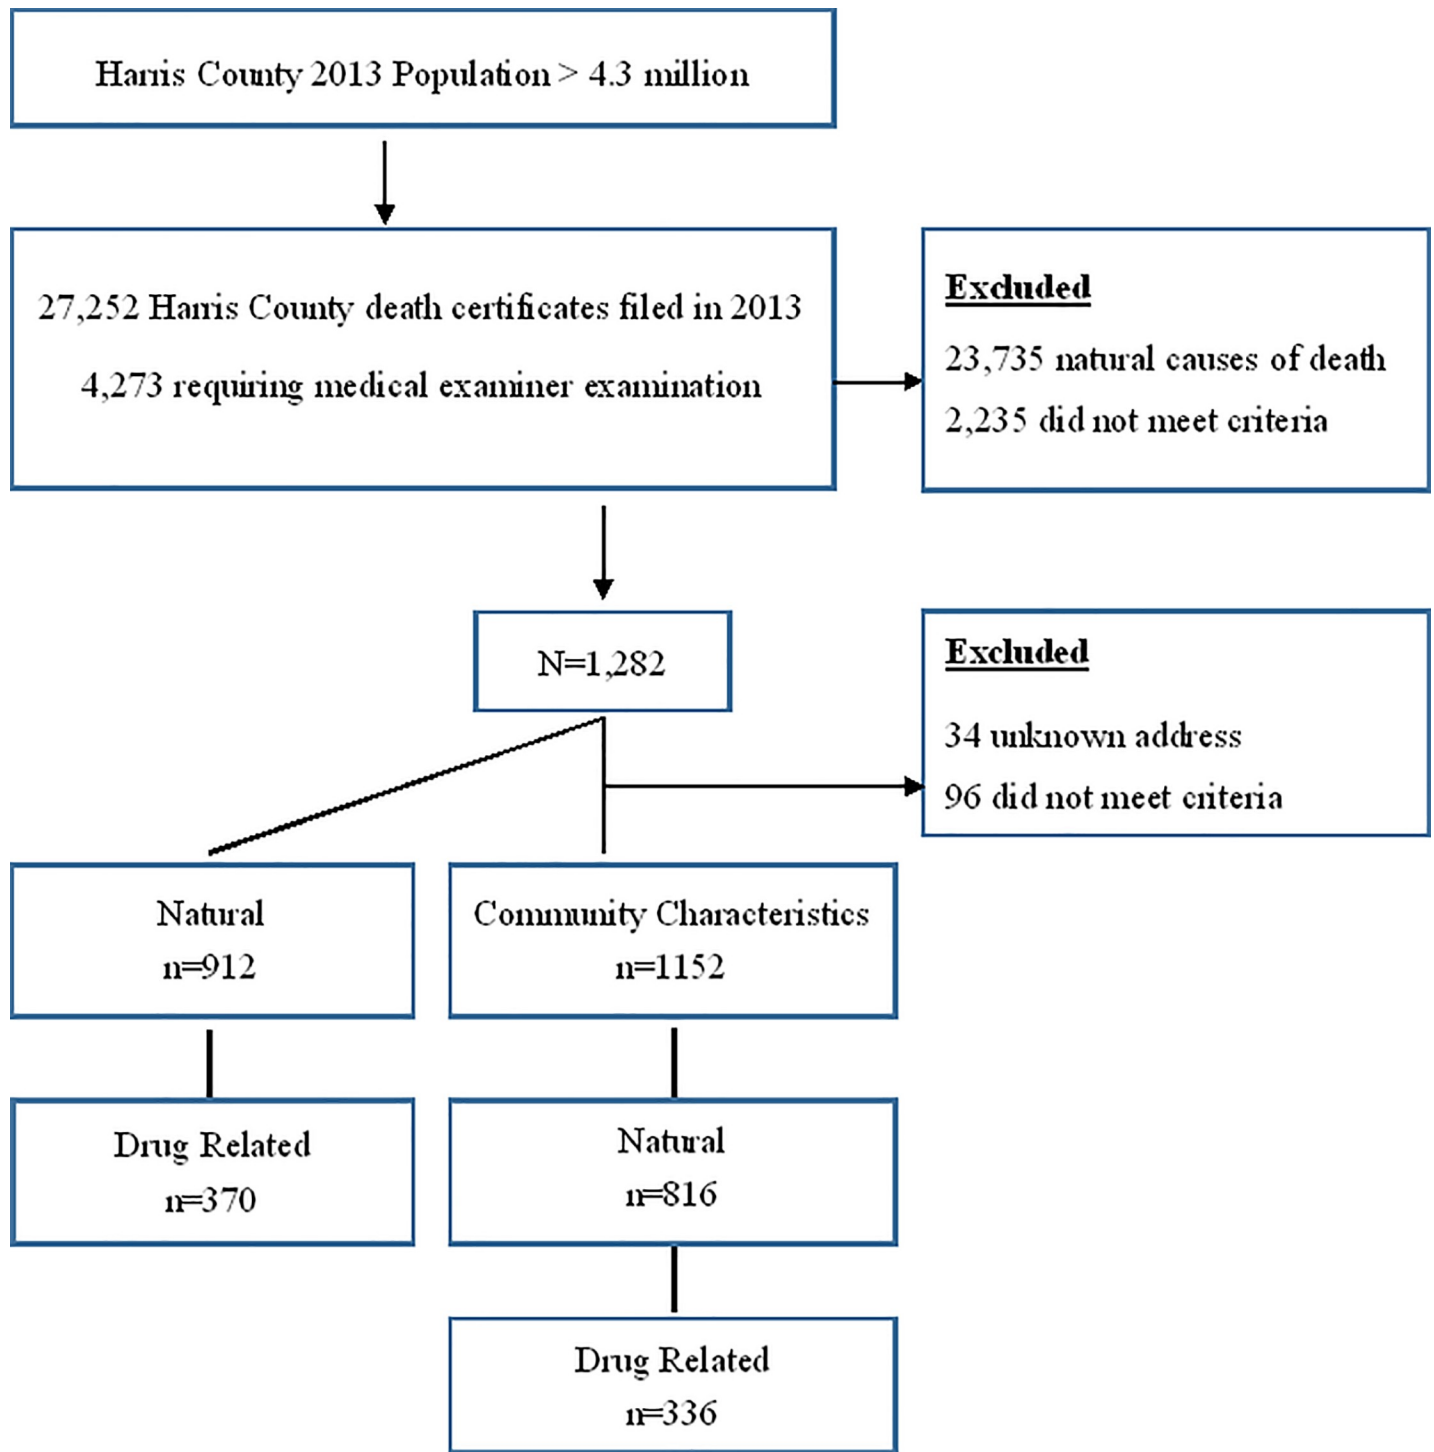 Harris County 2013 Population > 4.3 million
27,252 Harris County death certificates filed in 2013
4,273 requiring medical examiner examination
Excluded
23,735 natural causes of death
2,235 did not meet criteria
N=1,282
Excluded
34 unknown address
96 did not meet criteria
Natural
n=912
Community Characteristics
n=1152
Drug Related
n=370
Natural
n=816
Drug Related
n=336